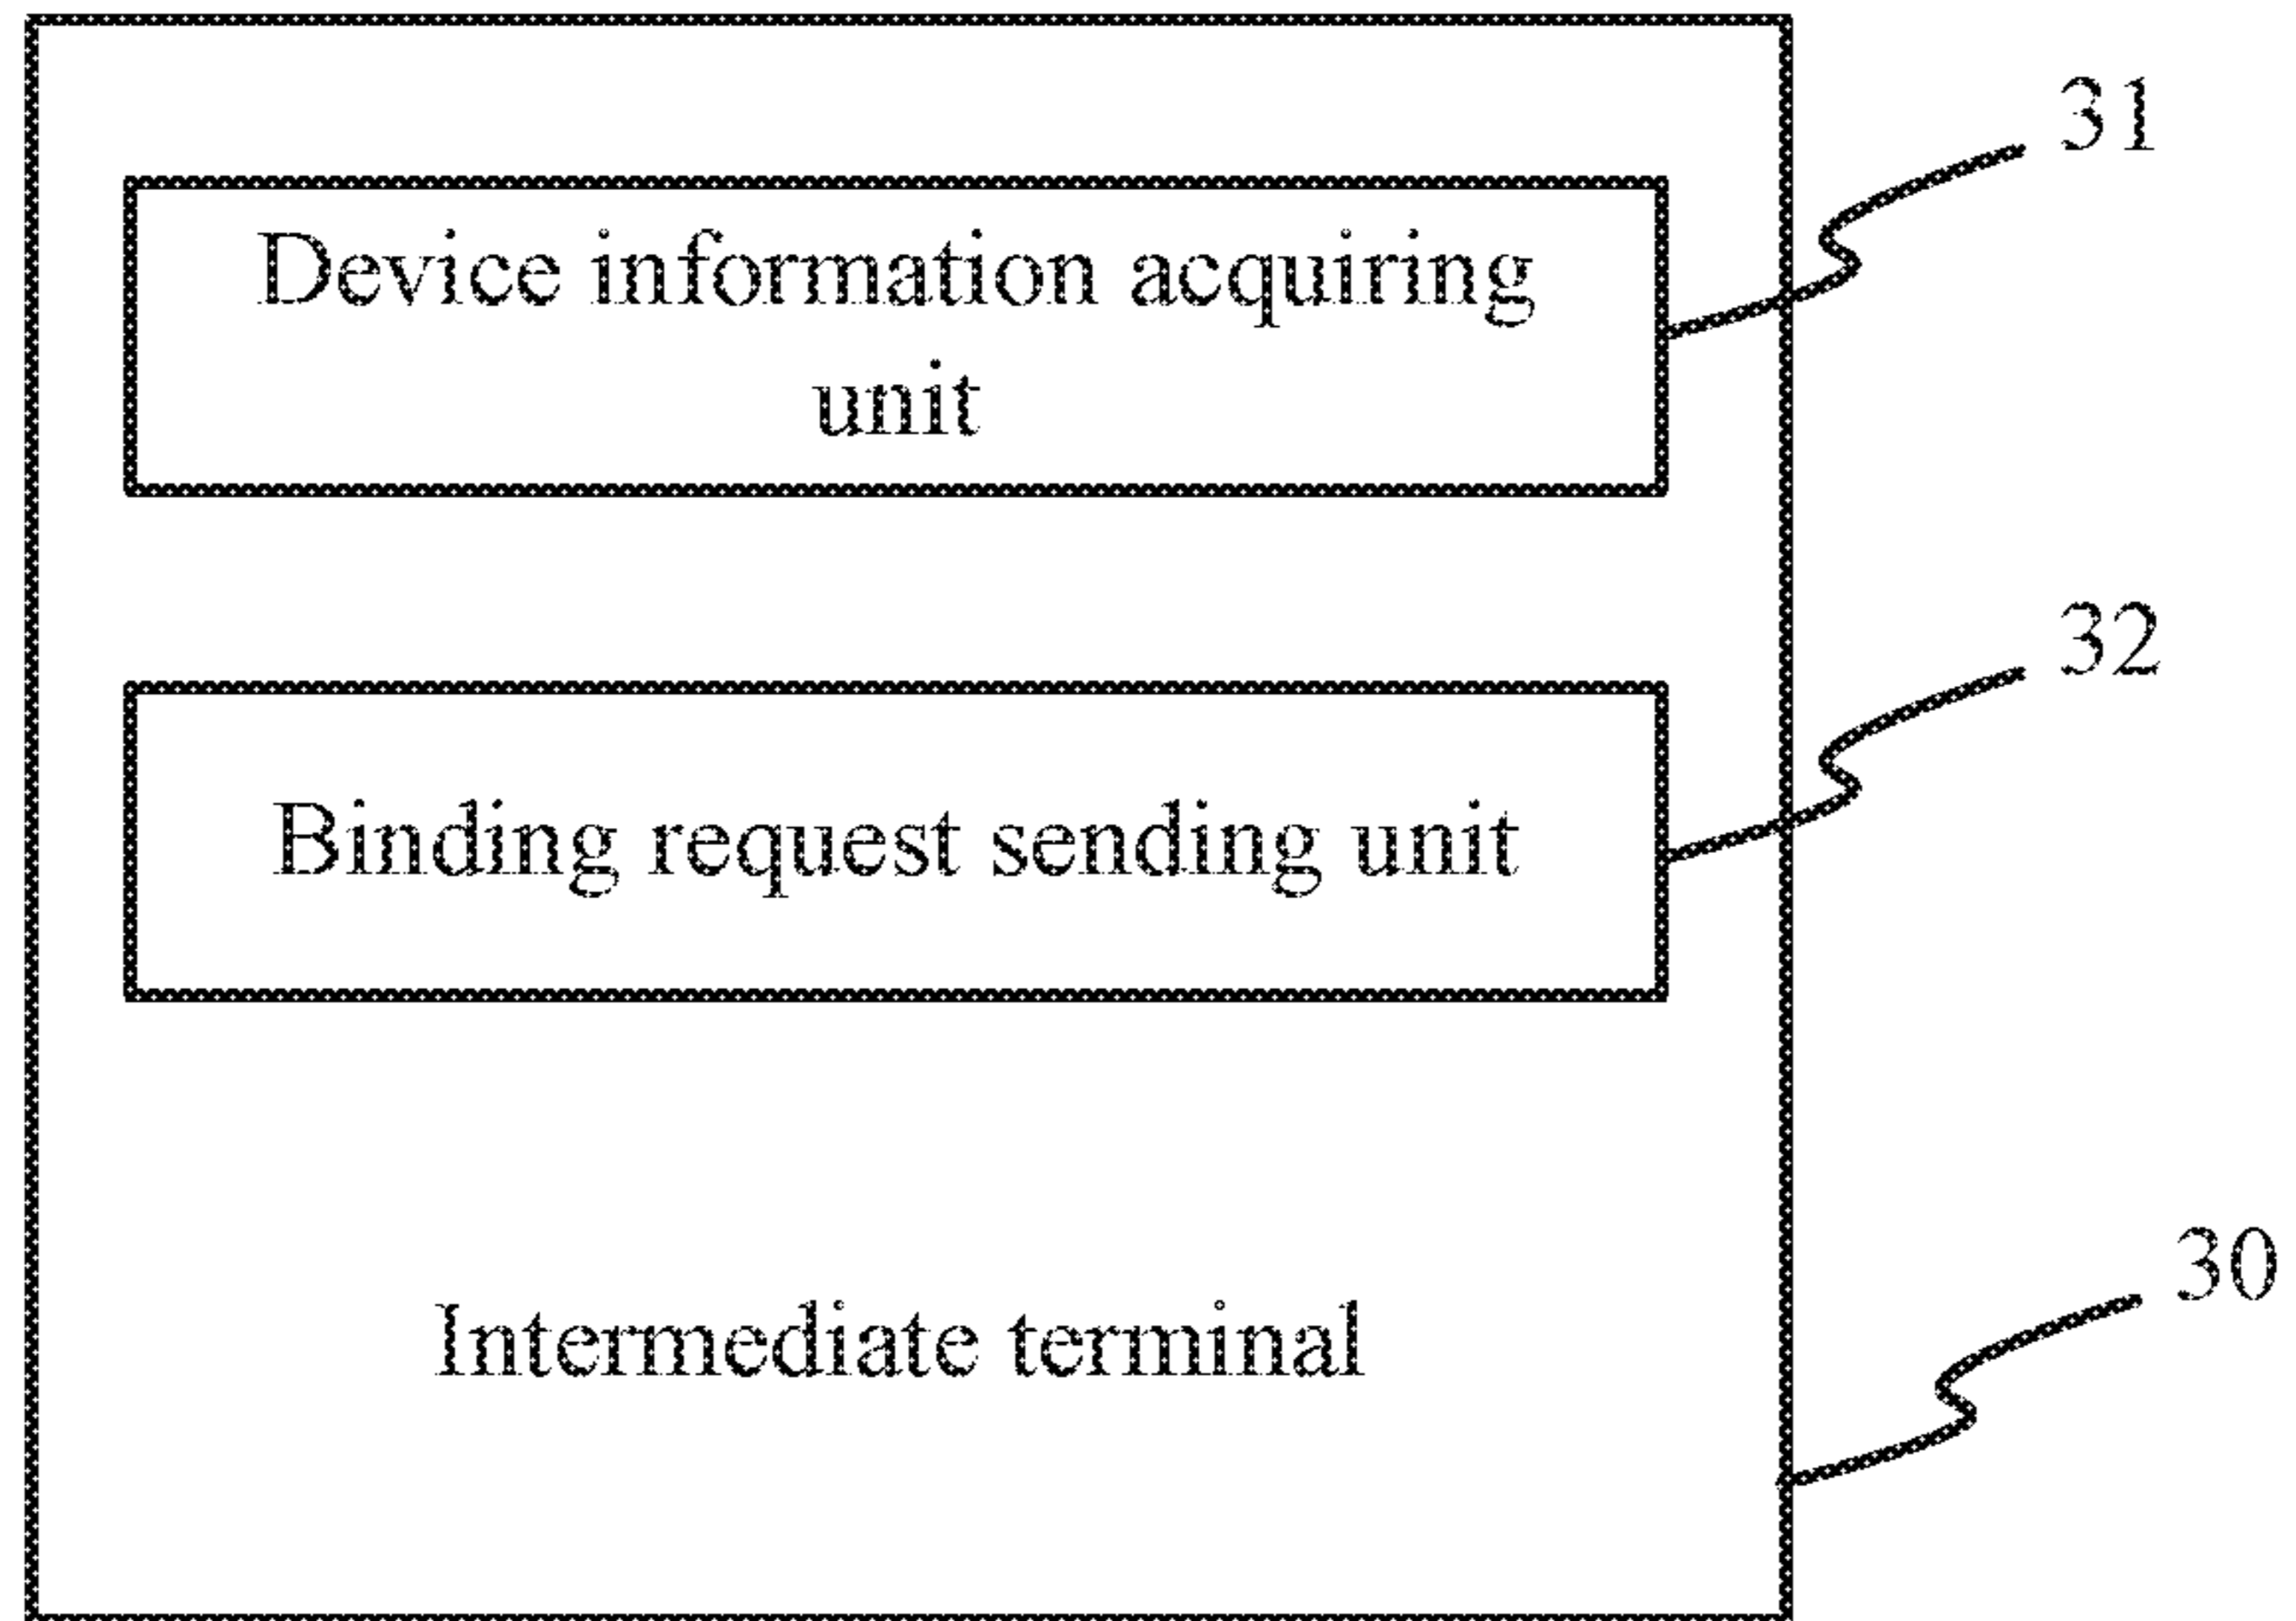 31
Device information acquiring
unit
32
Binding request sending unit
30
Intermediate terminal